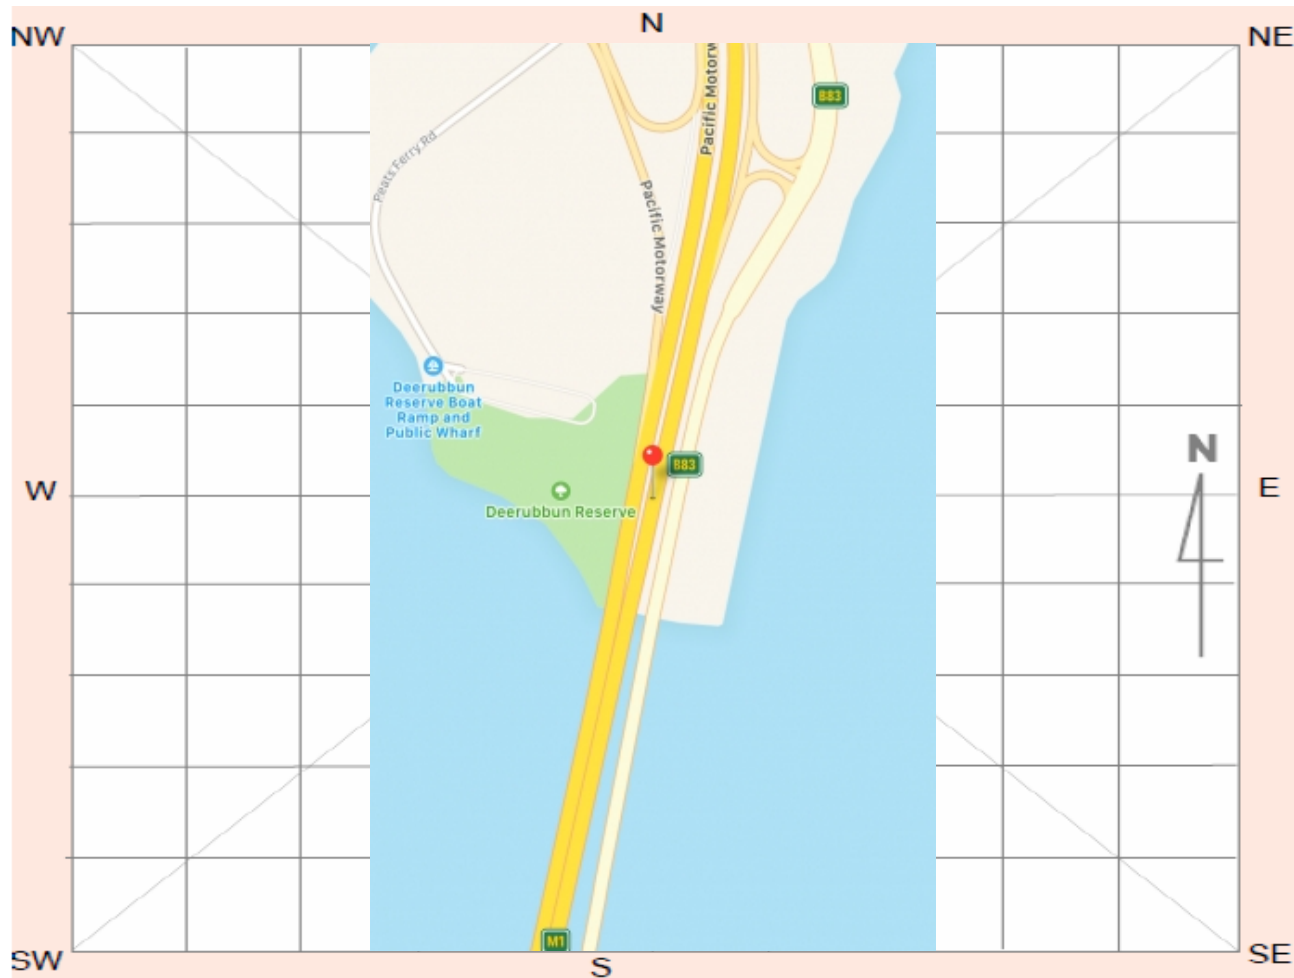 N
NW
NE
B83
Pacific Motorw
Peats Ferry Rd
Pacific Motorway
Deerubbun
Reserve Boat
Ramp and
Public Wharf
N
B83
W
E
Deerubbun Reserve
M1
SW
S
SE